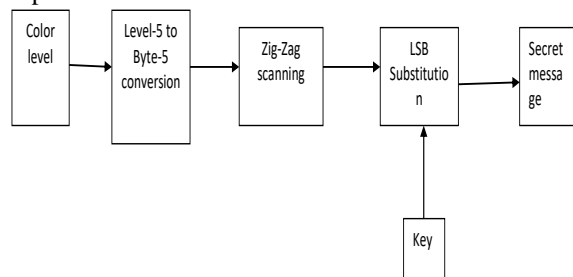 Color
level
Level-5 to
Byte-5
conversion
Zig-Zag
scanning
LSB
Substitutio
n
Secret
messa
ge
Key